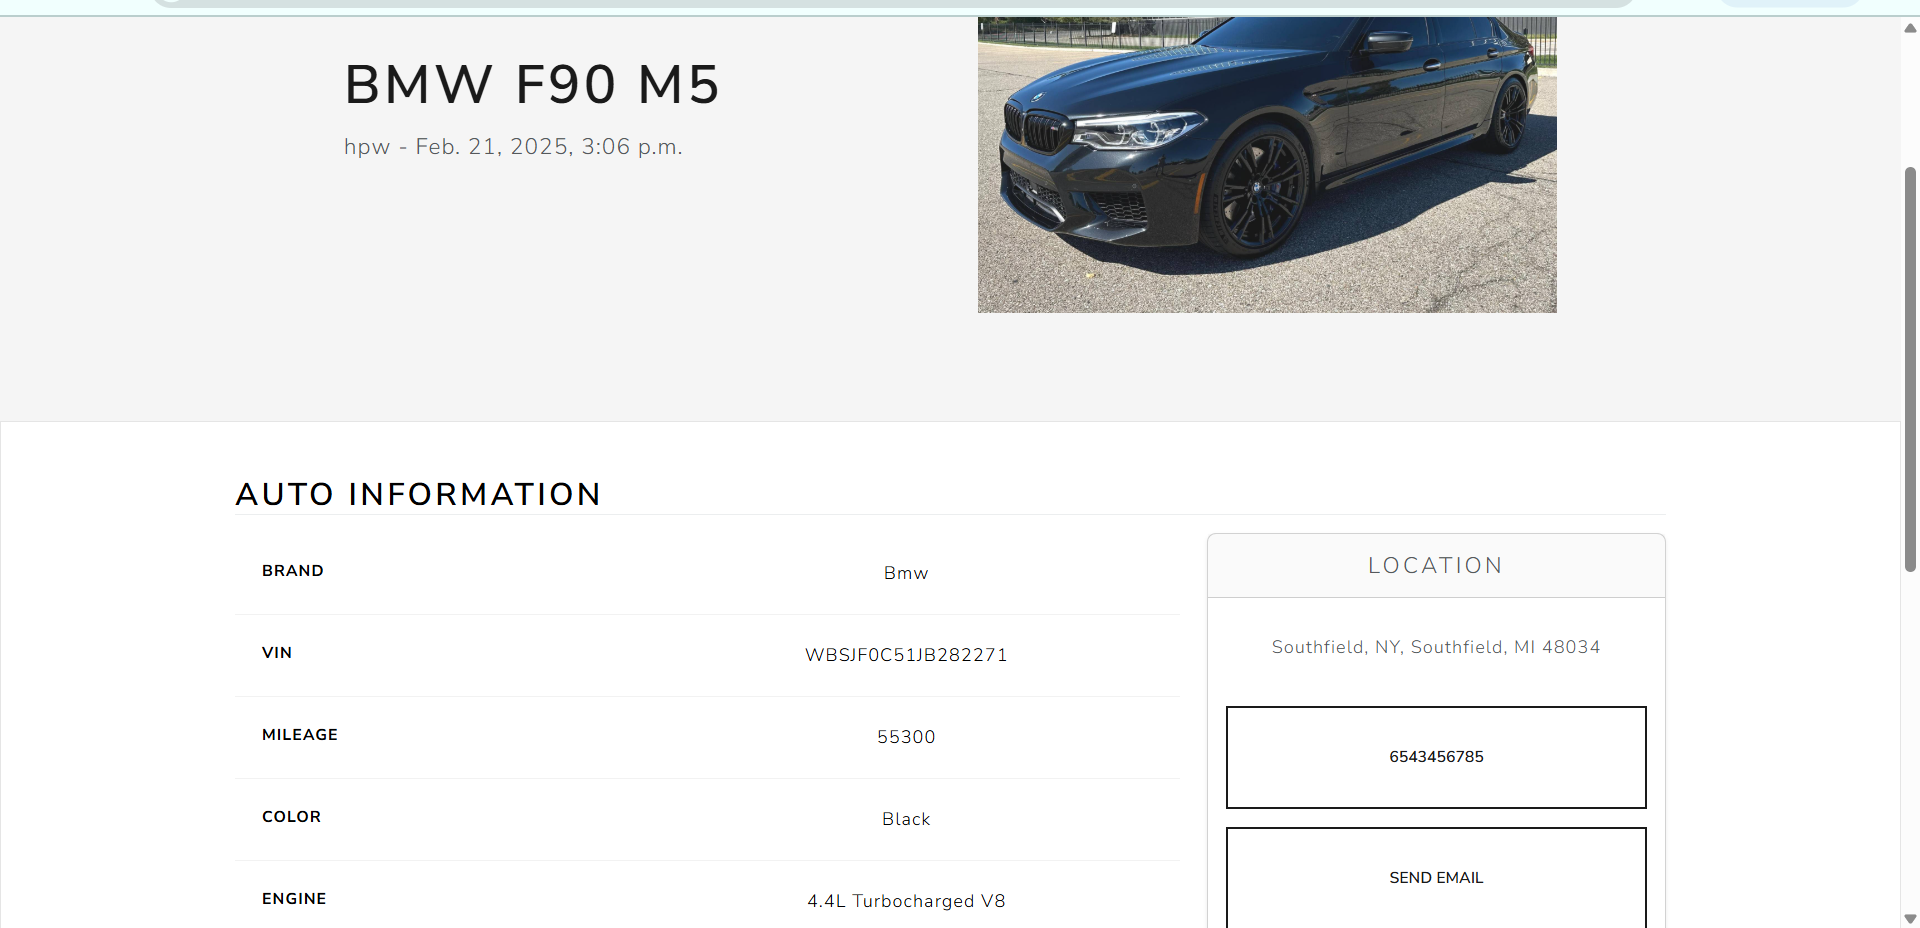 BMW F90 M5
hpw - Feb. 21, 2025, 3:06 p.m.
AUTO INFORMATION
BRAND Bmw
VIN WBSJF0C51JB282271
MILEAGE 55300
COLOR Black
ENGINE 4.4L Turbocharged V8
LOCATION
Southfield, NY, Southfield, MI 48034
6543456785
SEND EMAIL